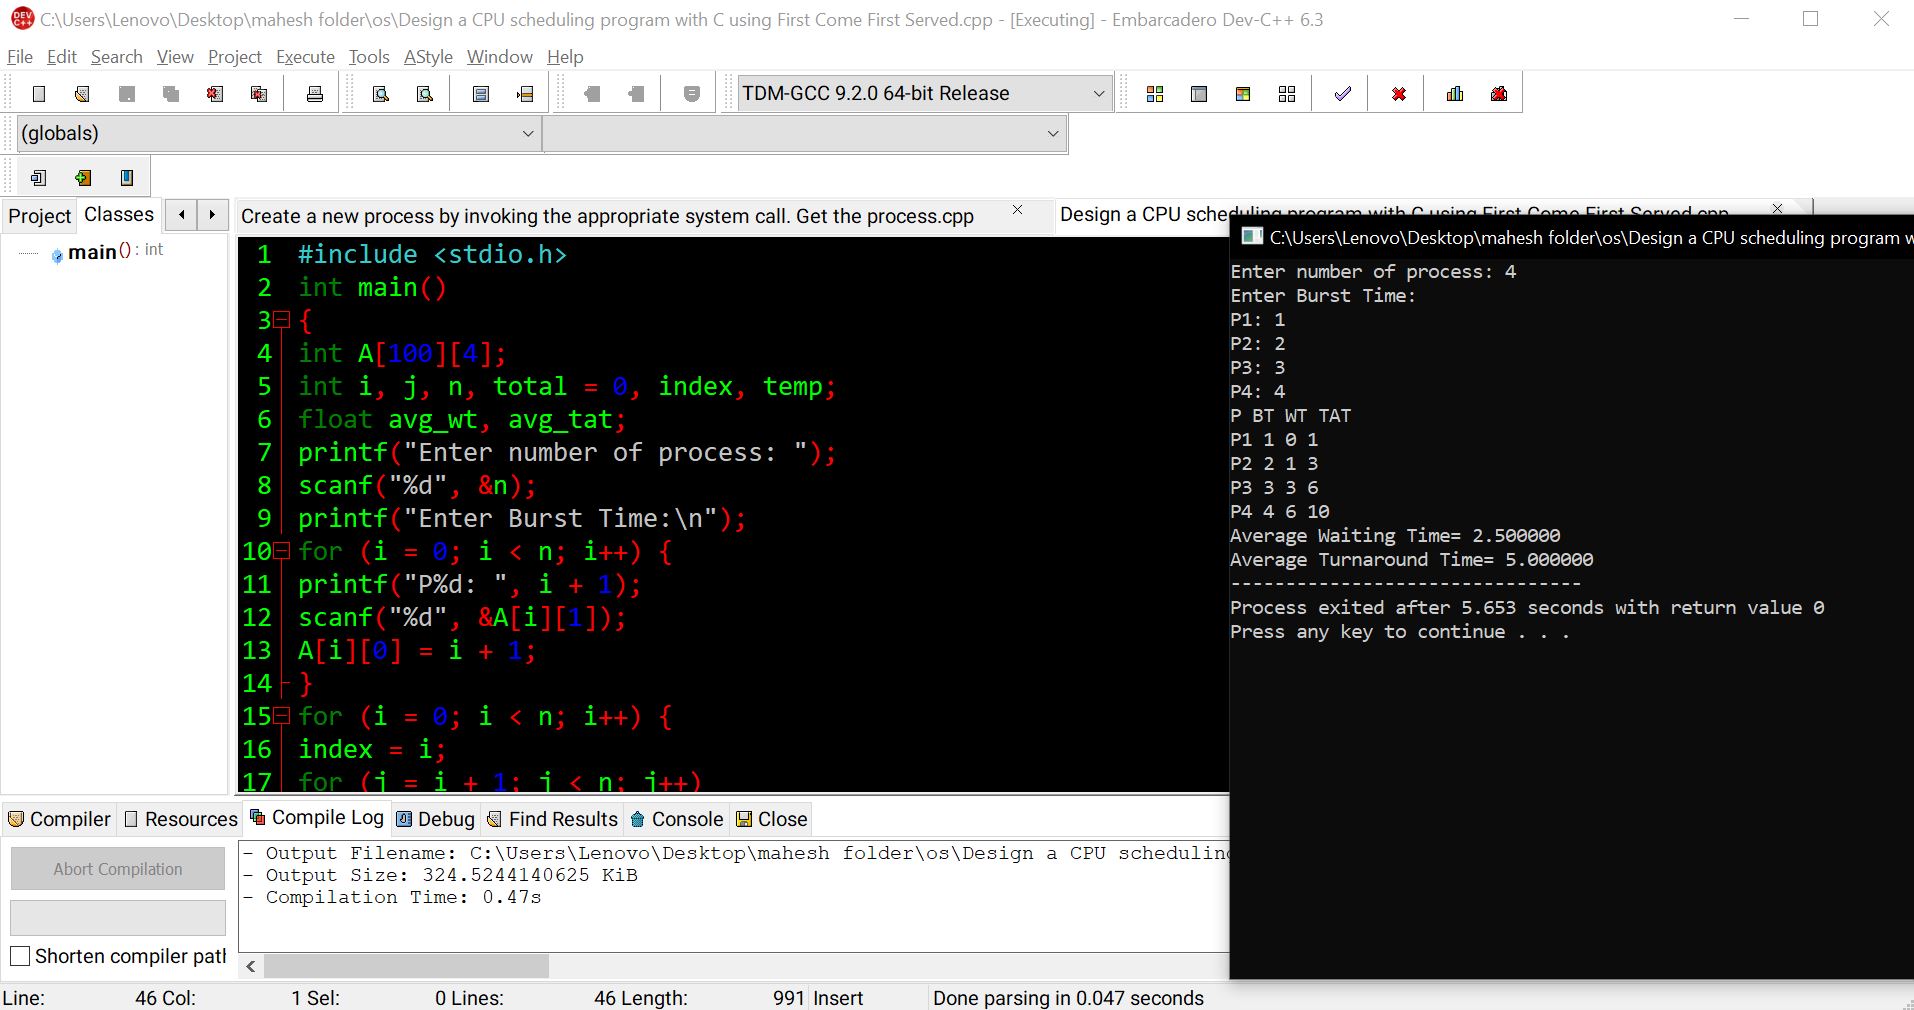 C:\Users\Lenovo\Desktop\mahesh folder\os\Design a CPU scheduling program with C using First Come First Served.cpp - [Executing] - Embarcadero Dev-C++ 6.3
File Edit Search View Project Execute Tools AStyle Window Help
TDM-GCC 9.2.0 64-bit Release
(globals)
Project Classes
Create a new process by invoking the appropriate system call. Get the process.cpp
Design a CPU scheduling program with C using First Come First Served.cpp
main() : int
1 #include <stdio.h>
2 int main()
3 {
4 int A[100][4];
5 int i, j, n, total = 0, index, temp;
6 float avg_wt, avg_tat;
7 printf("Enter number of process: ");
8 scanf("%d", &n);
9 printf("Enter Burst Time:\n");
10 for (i = 0; i < n; i++) {
11 printf("P%d: ", i + 1);
12 scanf("%d", &A[i][1]);
13 A[i][0] = i + 1;
14 }
15 for (i = 0; i < n; i++) {
16 index = i;
17 for (j = i + 1; j < n; j++)
C:\Users\Lenovo\Desktop\mahesh folder\os\Design a CPU scheduling program w
Enter number of process: 4
Enter Burst Time:
P1: 1
P2: 2
P3: 3
P4: 4
P BT WT TAT
P1 1 0 1
P2 2 1 3
P3 3 3 6
P4 4 6 10
Average Waiting Time= 2.500000
Average Turnaround Time= 5.000000
--------------------------------
Process exited after 5.653 seconds with return value 0
Press any key to continue . . .
Compiler Resources Compile Log Debug Find Results Console Close
Abort Compilation
Shorten compiler path
- Output Filename: C:\Users\Lenovo\Desktop\mahesh folder\os\Design a CPU scheduling
- Output Size: 324.5244140625 KiB
- Compilation Time: 0.47s
Line: 46 Col: 1 Sel: 0 Lines: 46 Length: 991 Insert Done parsing in 0.047 seconds